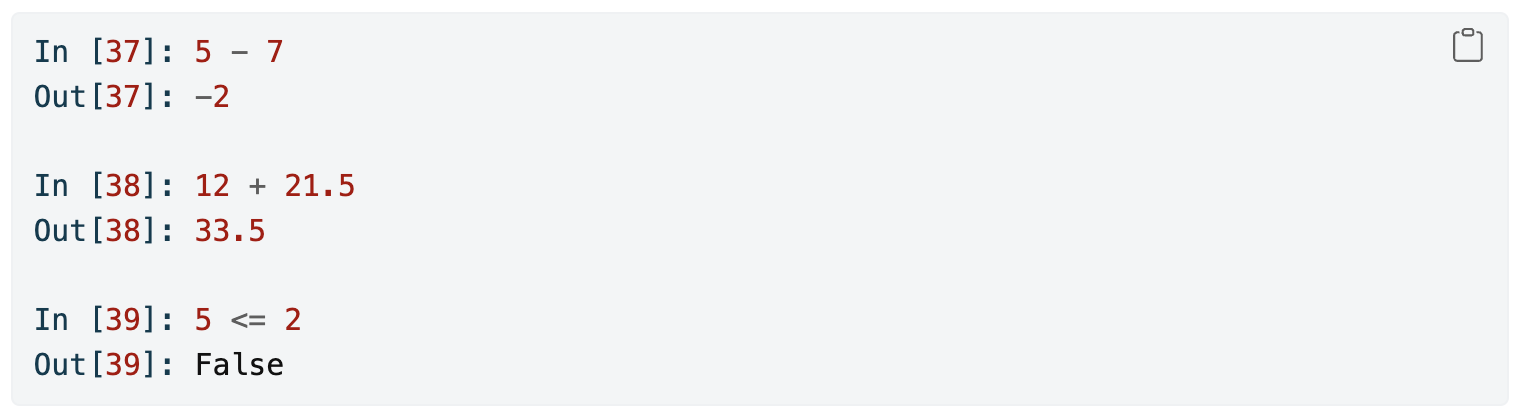 In [37]: 5 - 7
Out[37]: -2
In [38]: 12 + 21.5
Out[38]: 33.5
In [39]: 5 <= 2
Out[39]: False